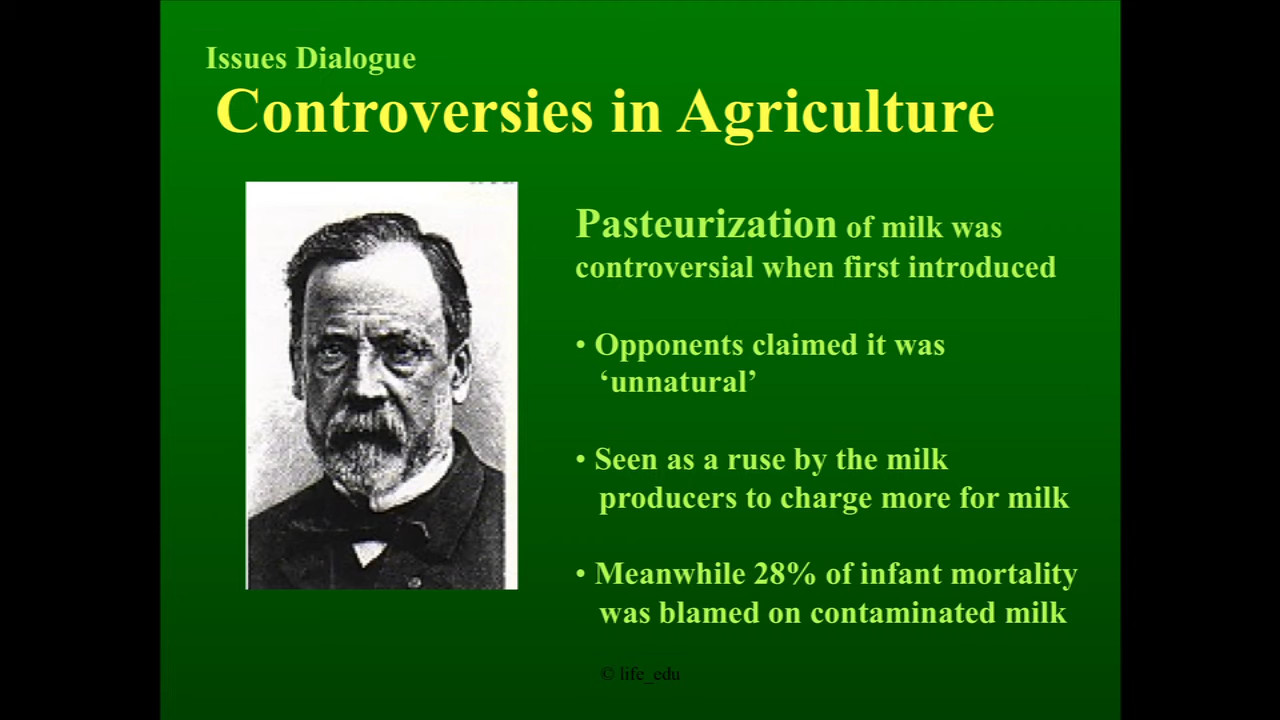 Issues Dialogue
Controversies in Agriculture
Pasteurization of milk was
controversial when first introduced
• Opponents claimed it was
‘unnatural’
• Seen as a ruse by the milk
producers to charge more for milk
• Meanwhile 28% of infant mortality
was blamed on contaminated milk
© life_edu